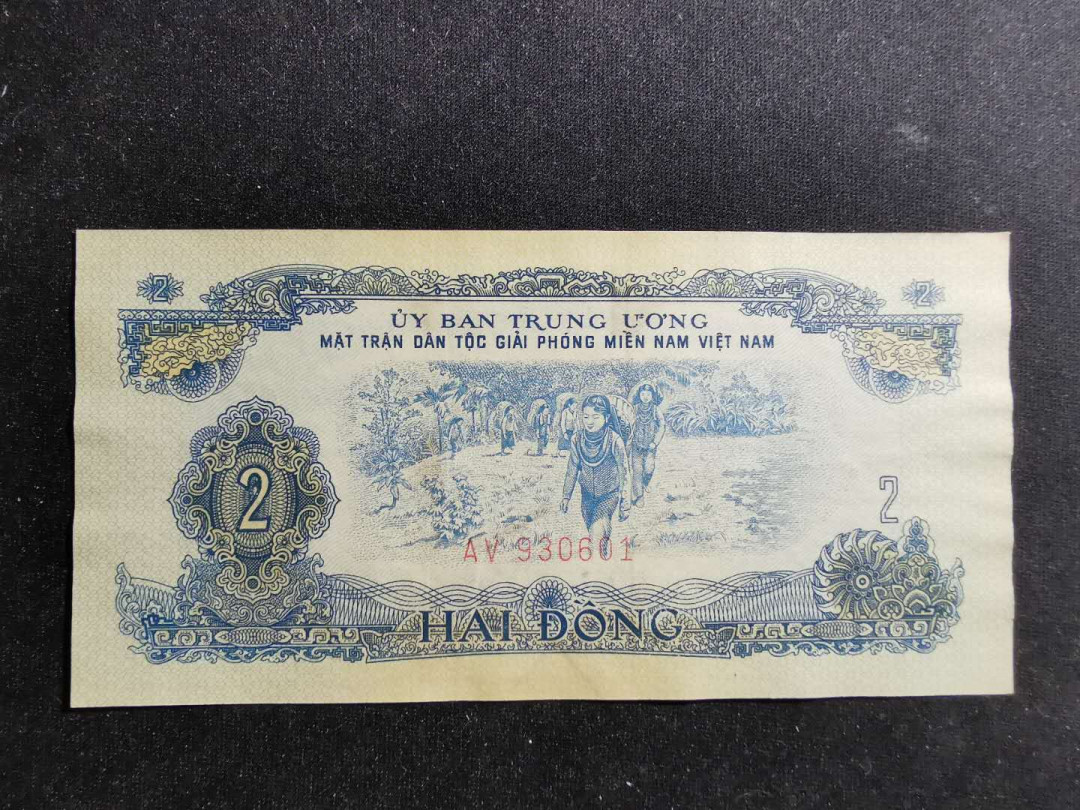 2 2
ỦY BAN TRUNG ƯƠNG
MẶT TRẬN DÂN TỘC GIẢI PHÓNG MIỀN NAM VIỆT NAM
2
2
AV 930601
HAI ĐỒNG